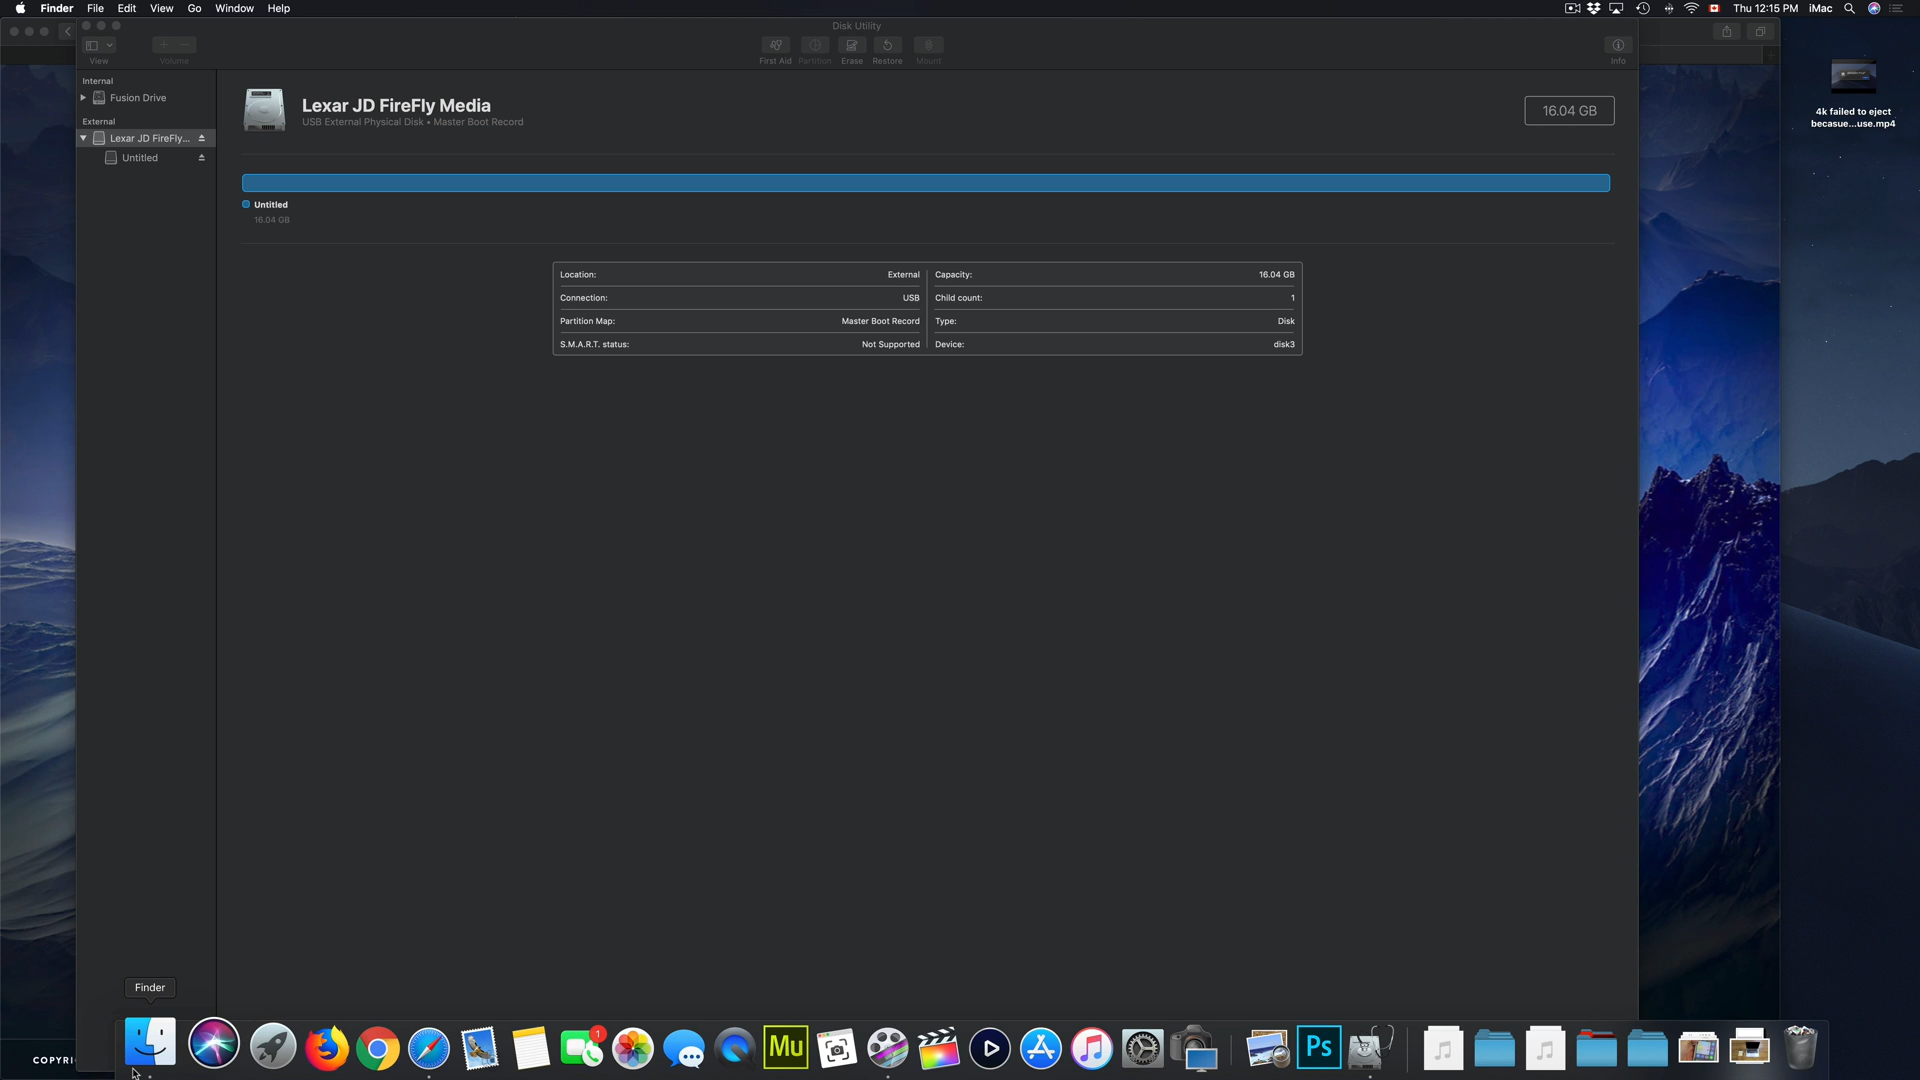 Finder File Edit View Go Window Help
Thu 12:15 PM iMac
Disk Utility
View
Volume
First Aid
Partition
Erase
Restore
Mount
Info
Internal
Fusion Drive
External
Lexar JD FireFly...
Untitled
Lexar JD FireFly Media
USB External Physical Disk • Master Boot Record
16.04 GB
Untitled
16.04 GB
Location: External
Capacity: 16.04 GB
Connection: USB
Child count: 1
Partition Map: Master Boot Record
Type: Disk
S.M.A.R.T. status: Not Supported
Device: disk3
4k failed to eject
becasue...use.mp4
Finder
COPYRI
1
Mu
Ps